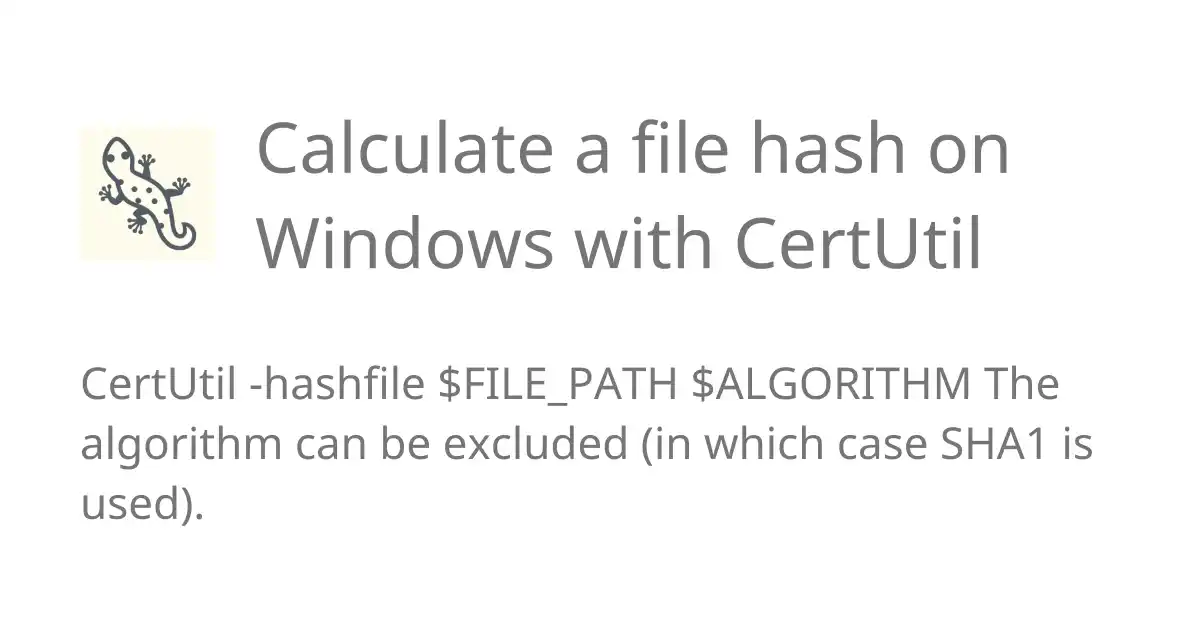 Calculate a file hash on
Windows with CertUtil
CertUtil -hashfile $FILE_PATH $ALGORITHM The
algorithm can be excluded (in which case SHA1 is
used).